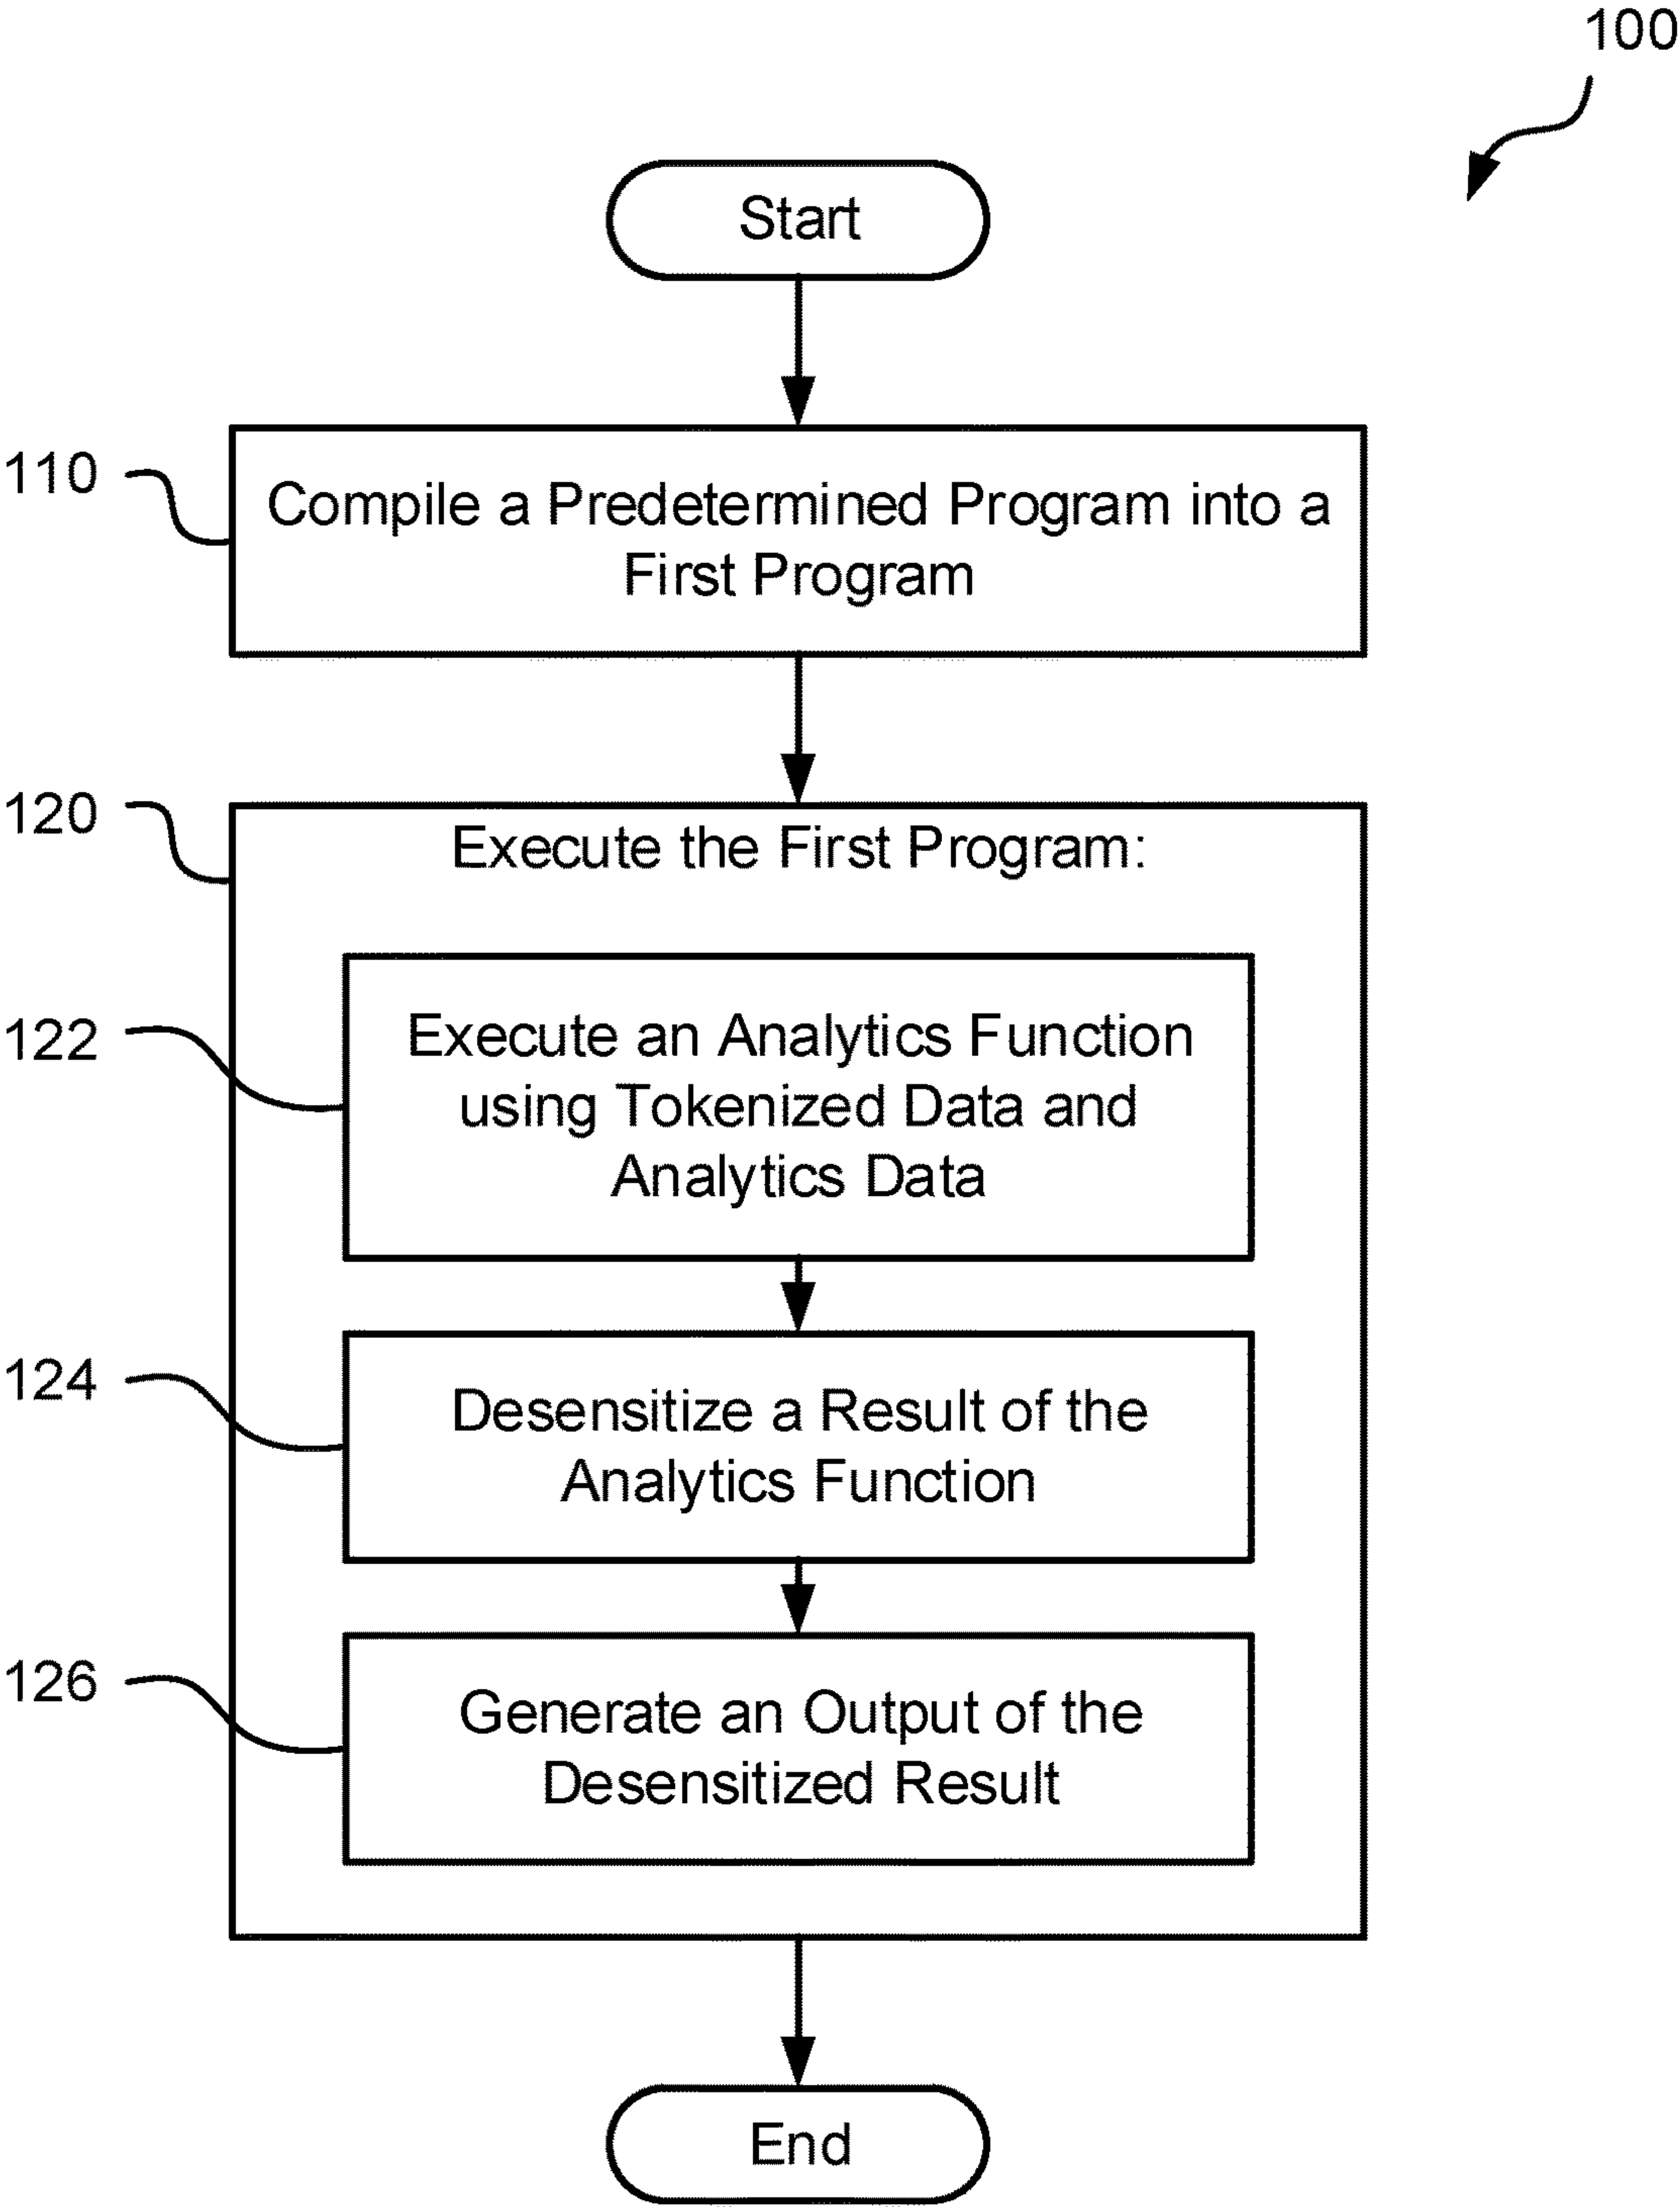 100
Start
110
Compile a Predetermined Program into a
First Program
120
Execute the First Program:
122
Execute an Analytics Function
using Tokenized Data and
Analytics Data
124
Desensitize a Result of the
Analytics Function
126
Generate an Output of the
Desensitized Result
End